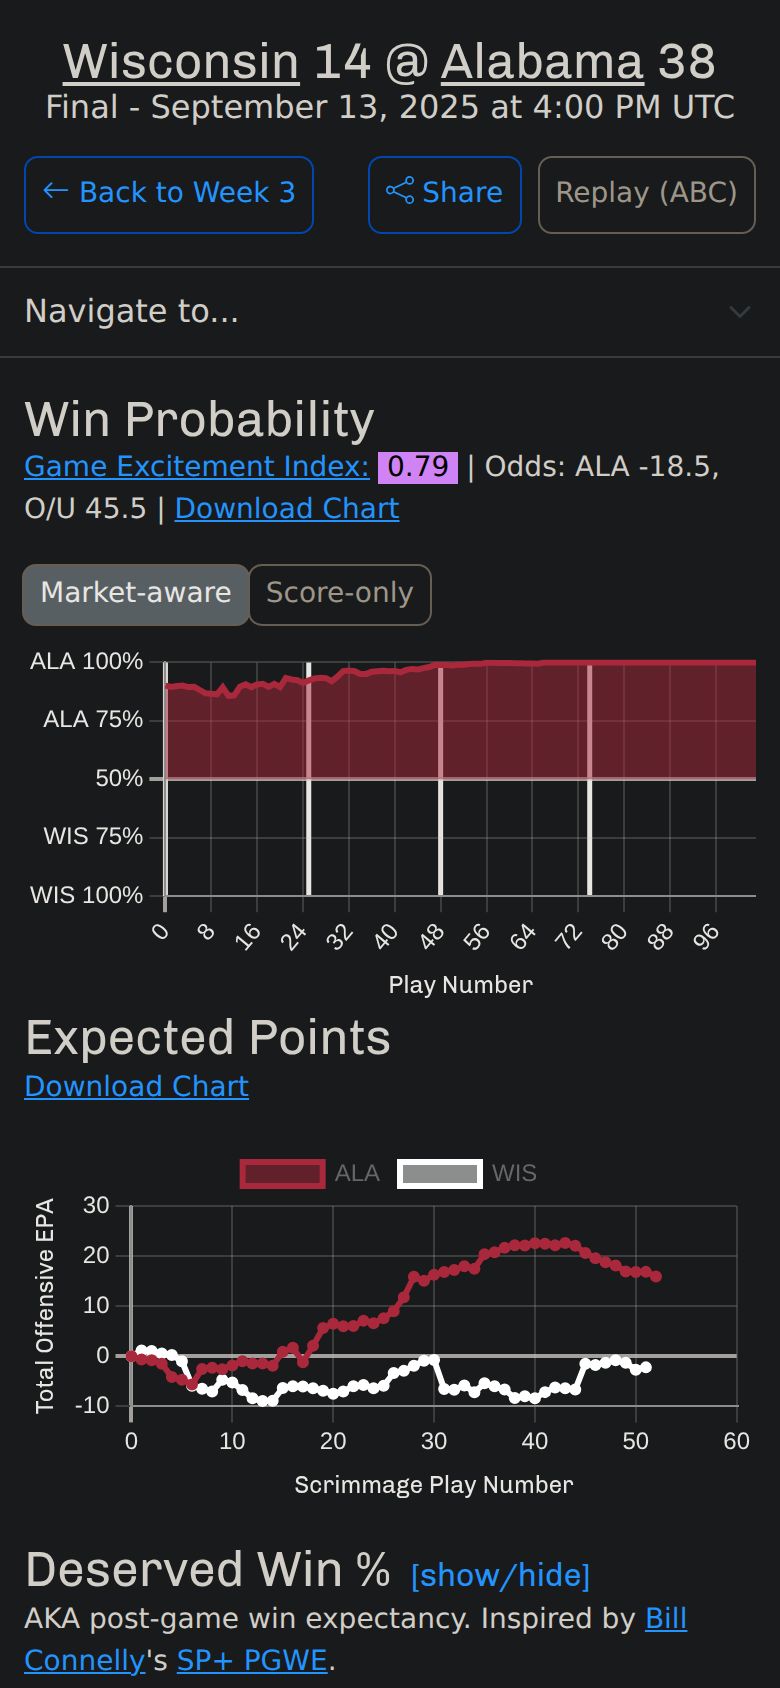 Wisconsin 14 @ Alabama 38
Final - September 13, 2025 at 4:00 PM UTC
← Back to Week 3
Share
Replay (ABC)
Navigate to...
Win Probability
Game Excitement Index: 0.79 | Odds: ALA -18.5,
O/U 45.5 | Download Chart
Market-aware
Score-only
ALA 100%
ALA 75%
50%
WIS 75%
WIS 100%
0 8 16 24 32 40 48 56 64 72 80 88 96
Play Number
Expected Points
Download Chart
ALA WIS
Total Offensive EPA
30
20
10
0
-10
0 10 20 30 40 50 60
Scrimmage Play Number
Deserved Win % [show/hide]
AKA post-game win expectancy. Inspired by Bill
Connelly's SP+ PGWE.